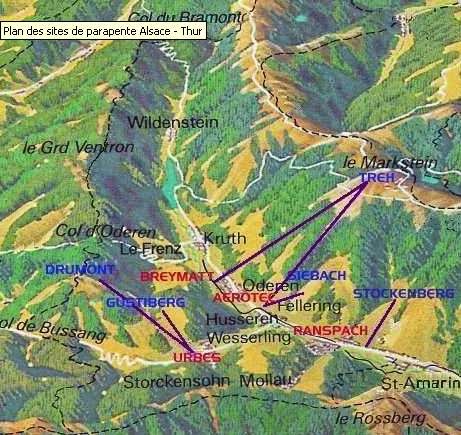 Col du Bramont
Plan des sites de parapente Alsace - Thur
Wildenstein
le Grd Ventron
le Markstein
TREH
Col d'Oderen
Kruth
Le Frenz
DRUMONT
BREYMATT
Oderen
SIEBACH
GUSTIBERG
AEROTEC
Fellering
STOCKENBERG
Husseren
Col de Bussang
Wesserling
RANSPACH
URBES
Storckensohn
Mollau
St-Amarin
le Rossberg